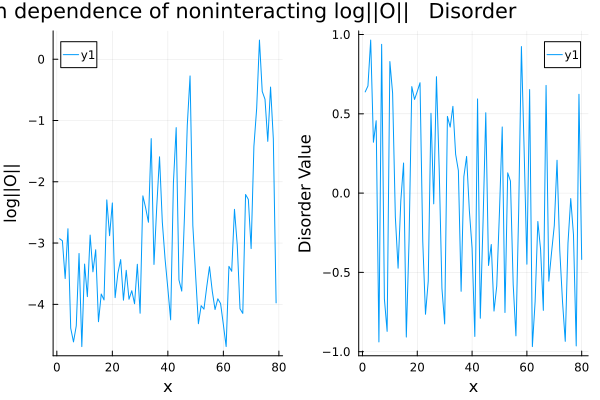 n dependence of noninteracting log||O|| Disorder
y1
y1
log||O||
0
−1
−2
−3
−4
0 20 40 60 80
x
Disorder Value
1.0
0.5
0.0
−0.5
−1.0
0 20 40 60 80
x